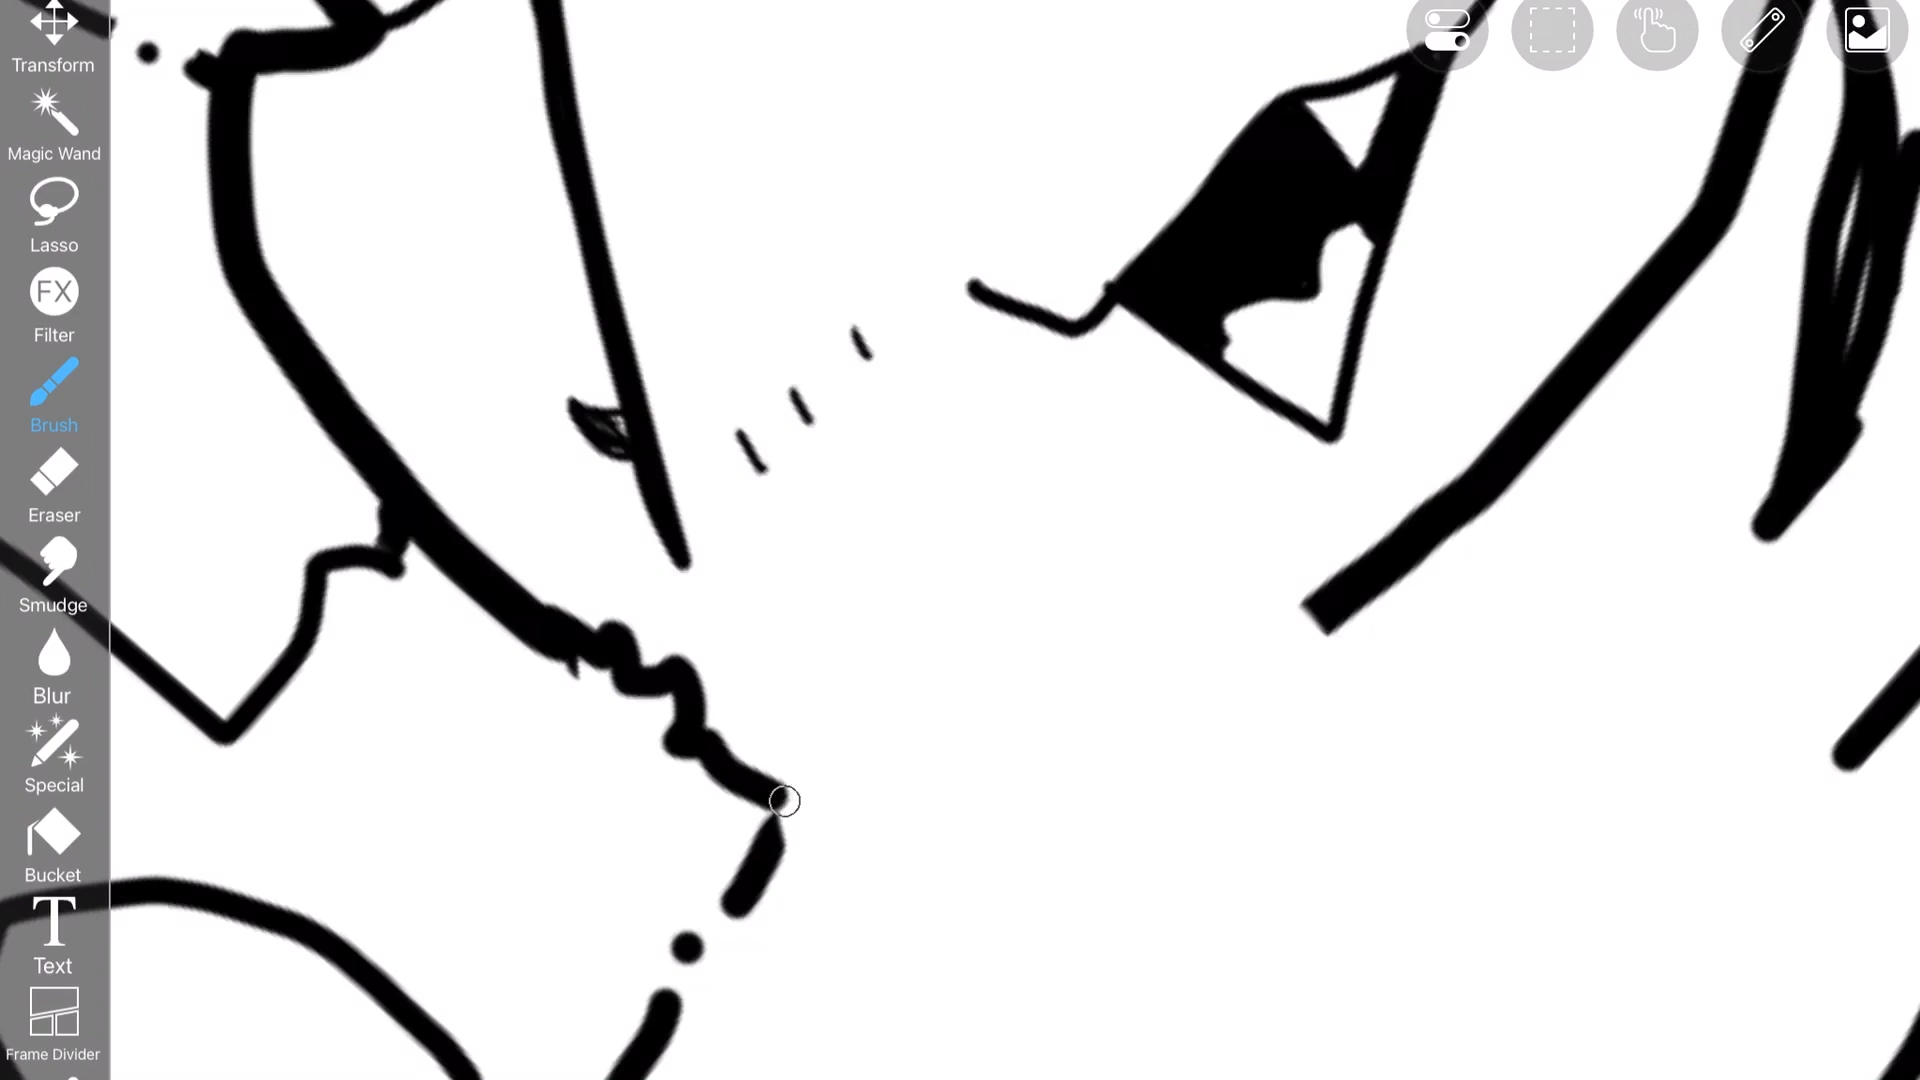 Transform
Magic Wand
Lasso
FX
Filter
Brush
Eraser
Smudge
Blur
Special
Bucket
T
Text
Frame Divider